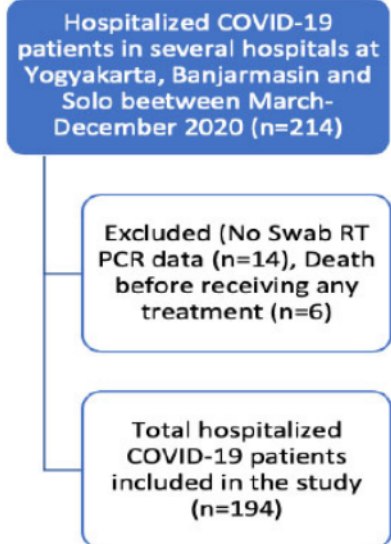 Hospitalized COVID-19
patients in several hospitals at
Yogyakarta, Banjarmasin and
Solo beetween March-
December 2020 (n=214)
Excluded (No Swab RT
PCR data (n=14), Death
before receiving any
treatment (n=6)
Total hospitalized
COVID-19 patients
included in the study
(n=194)